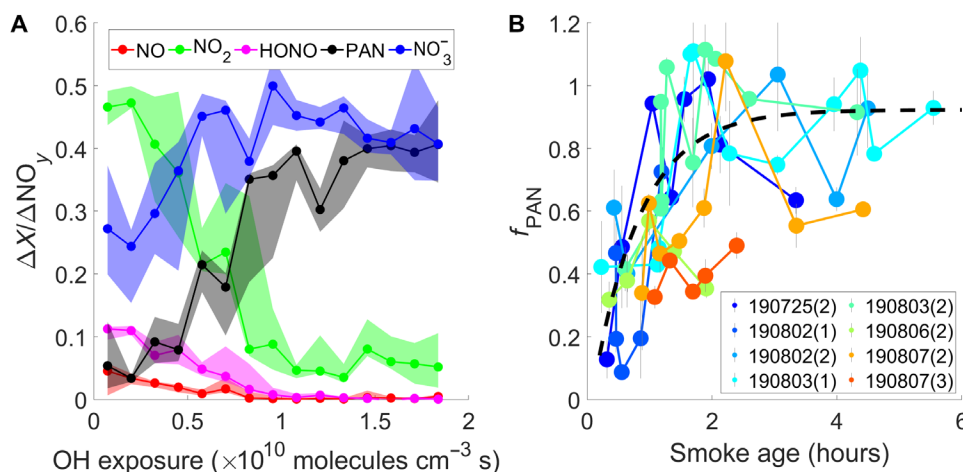 A
0.6
0.5
0.4
0.3
0.2
0.1
0
ΔX/ΔNOy
NO NO2 HONO PAN NO3−
0 0.5 1 1.5 2
OH exposure (×10¹⁰ molecules cm⁻³ s)
B
1.2
1
0.8
0.6
0.4
0.2
0
fPAN
190725(2) 190803(2)
190802(1) 190806(2)
190802(2) 190807(2)
190803(1) 190807(3)
0 2 4 6
Smoke age (hours)